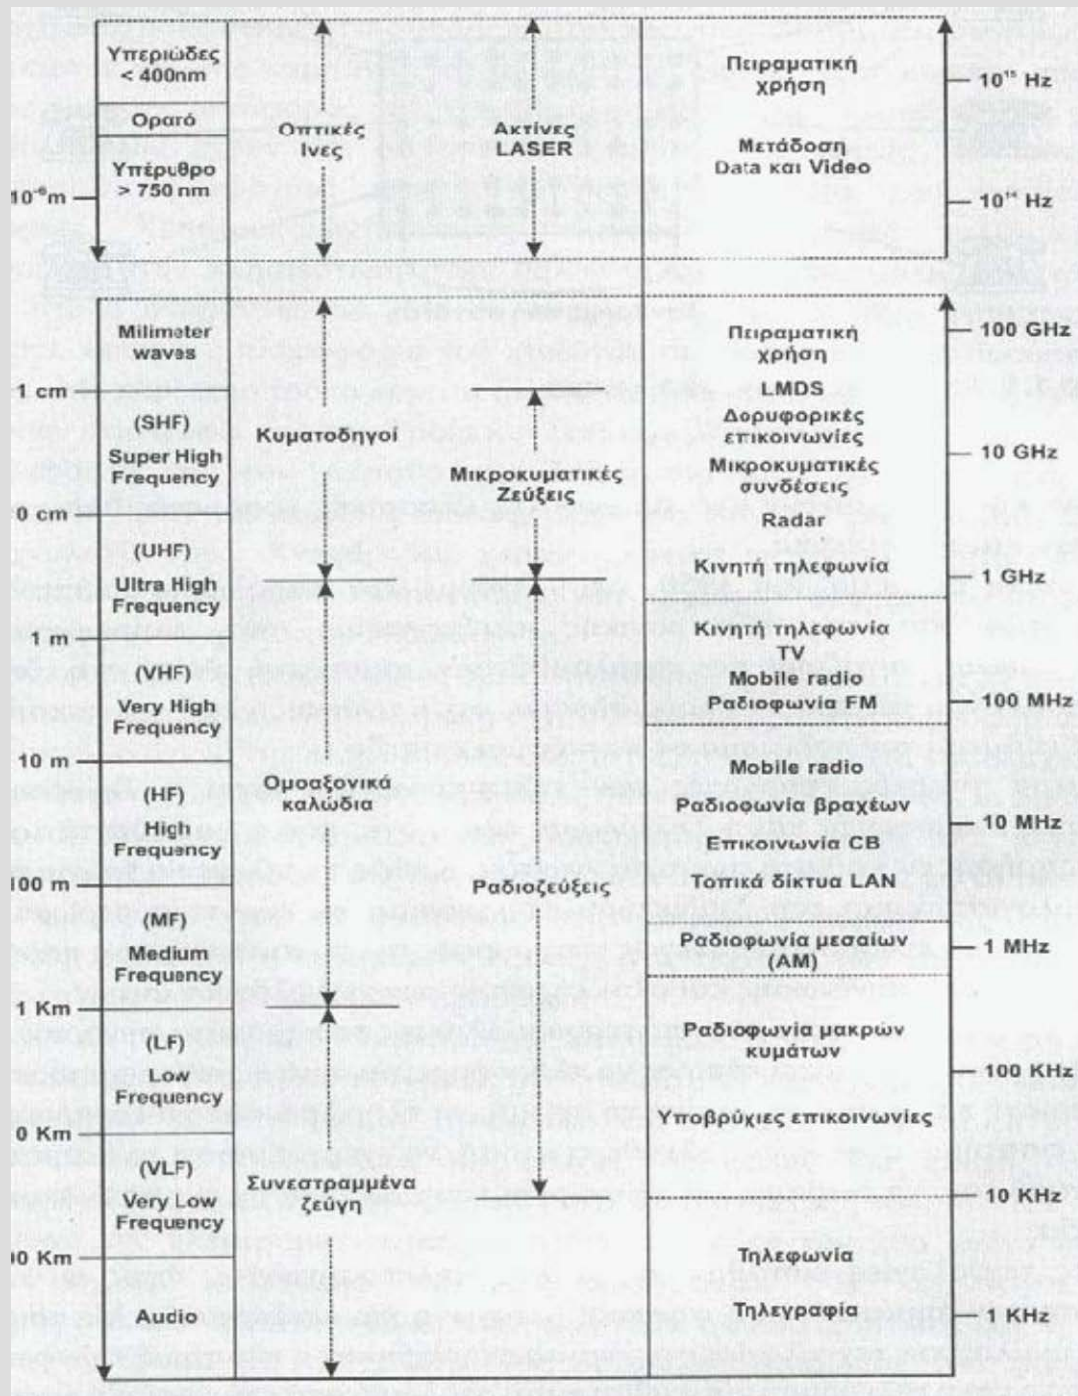 Υπεριώδες
< 400nm
Ορατό
Υπέρυθρο
> 750 nm
10⁻⁶m
Οπτικές
Ινες
Ακτίνες
LASER
Πειραματική
χρήση
Μετάδοση
Data και Video
10¹⁵ Hz
10¹⁴ Hz
Milimeter
waves
1 cm
(SHF)
Super High
Frequency
0 cm
(UHF)
Ultra High
Frequency
1 m
(VHF)
Very High
Frequency
10 m
(HF)
High
Frequency
100 m
(MF)
Medium
Frequency
1 Km
(LF)
Low
Frequency
0 Km
(VLF)
Very Low
Frequency
00 Km
Audio
Κυματοδηγοί
Ομοαξονικά
καλώδια
Συνεστραμμένα
ζεύγη
Μικροκυματικές
Ζεύξεις
Ραδιοζεύξεις
Πειραματική
χρήση
LMDS
Δορυφορικές
επικοινωνίες
Μικροκυματικές
συνδέσεις
Radar
Κινητή τηλεφωνία
Κινητή τηλεφωνία
TV
Mobile radio
Ραδιοφωνία FM
Mobile radio
Ραδιοφωνία βραχέων
Επικοινωνία CB
Τοπικά δίκτυα LAN
Ραδιοφωνία μεσαίων
(AM)
Ραδιοφωνία μακρών
κυμάτων
Υποβρύχιες επικοινωνίες
Τηλεφωνία
Τηλεγραφία
100 GHz
10 GHz
1 GHz
100 MHz
10 MHz
1 MHz
100 KHz
10 KHz
1 KHz